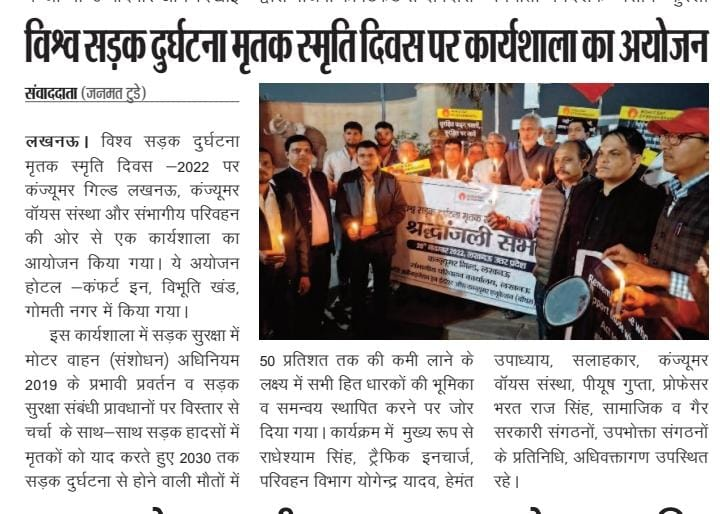 विश्व सड़क दुर्घटना मृतक स्मृति दिवस पर कार्यशाला का अयोजन
संवाददाता (जनमत टुडे)
लखनऊ। विश्व सड़क दुर्घटना
मृतक स्मृति दिवस –2022 पर
कंज्यूमर गिल्ड लखनऊ, कंज्यूमर
वॉयस संस्था और संभागीय परिवहन
की ओर से एक कार्यशाला का
आयोजन किया गया। ये अयोजन
होटल –कंफर्ट इन, विभूति खंड,
गोमती नगर में किया गया।
इस कार्यशाला में सड़क सुरक्षा में
मोटर वाहन (संशोधन) अधिनियम
2019 के प्रभावी प्रवर्तन व सड़क
सुरक्षा संबंधी प्रावधानों पर विस्तार से
चर्चा के साथ–साथ सड़क हादसों में
मृतकों को याद करते हुए 2030 तक
सड़क दुर्घटना से होने वाली मौतों में
श्रद्धांजली सभा
कन्ज्यूमर गिल्ड, लखनऊ
50 प्रतिशत तक की कमी लाने के
लक्ष्य में सभी हित धारकों की भूमिका
व समन्वय स्थापित करने पर जोर
दिया गया। कार्यक्रम में मुख्य रूप से
राधेश्याम सिंह, ट्रैफिक इनचार्ज,
परिवहन विभाग योगेन्द्र यादव, हेमंत
उपाध्याय, सलाहकार, कंज्यूमर
वॉयस संस्था, पीयूष गुप्ता, प्रोफेसर
भरत राज सिंह, सामाजिक व गैर
सरकारी संगठनों, उपभोक्ता संगठनों
के प्रतिनिधि, अधिवक्तागण उपस्थित
रहे।